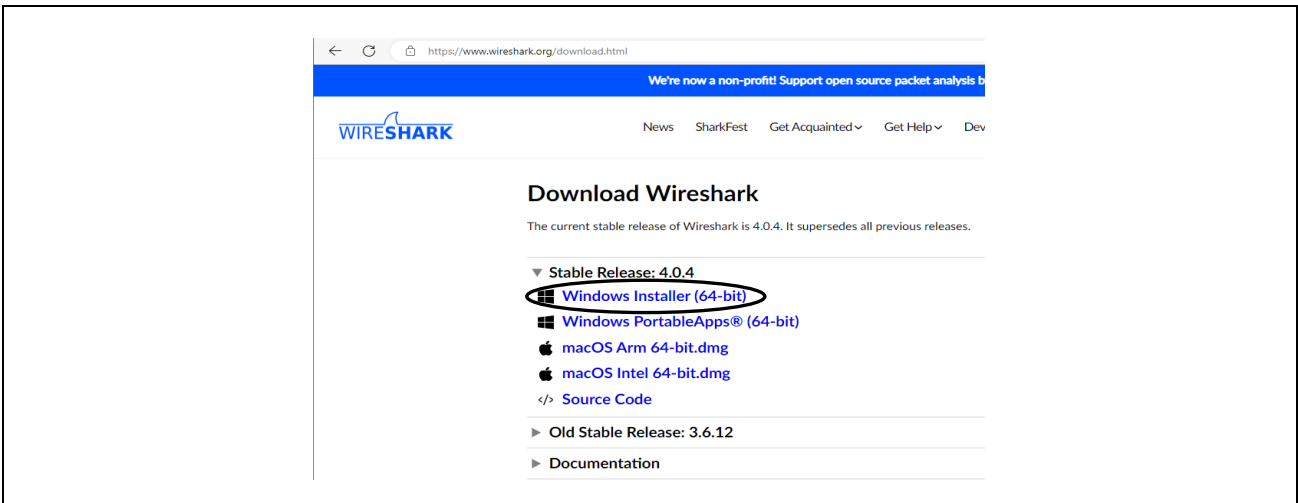 https://www.wireshark.org/download.html
We're now a non-profit! Support open source packet analysis b
WIRESHARK
News SharkFest Get Acquainted Get Help Dev
Download Wireshark
The current stable release of Wireshark is 4.0.4. It supersedes all previous releases.
Stable Release: 4.0.4
Windows Installer (64-bit)
Windows PortableApps® (64-bit)
macOS Arm 64-bit.dmg
macOS Intel 64-bit.dmg
</> Source Code
Old Stable Release: 3.6.12
Documentation